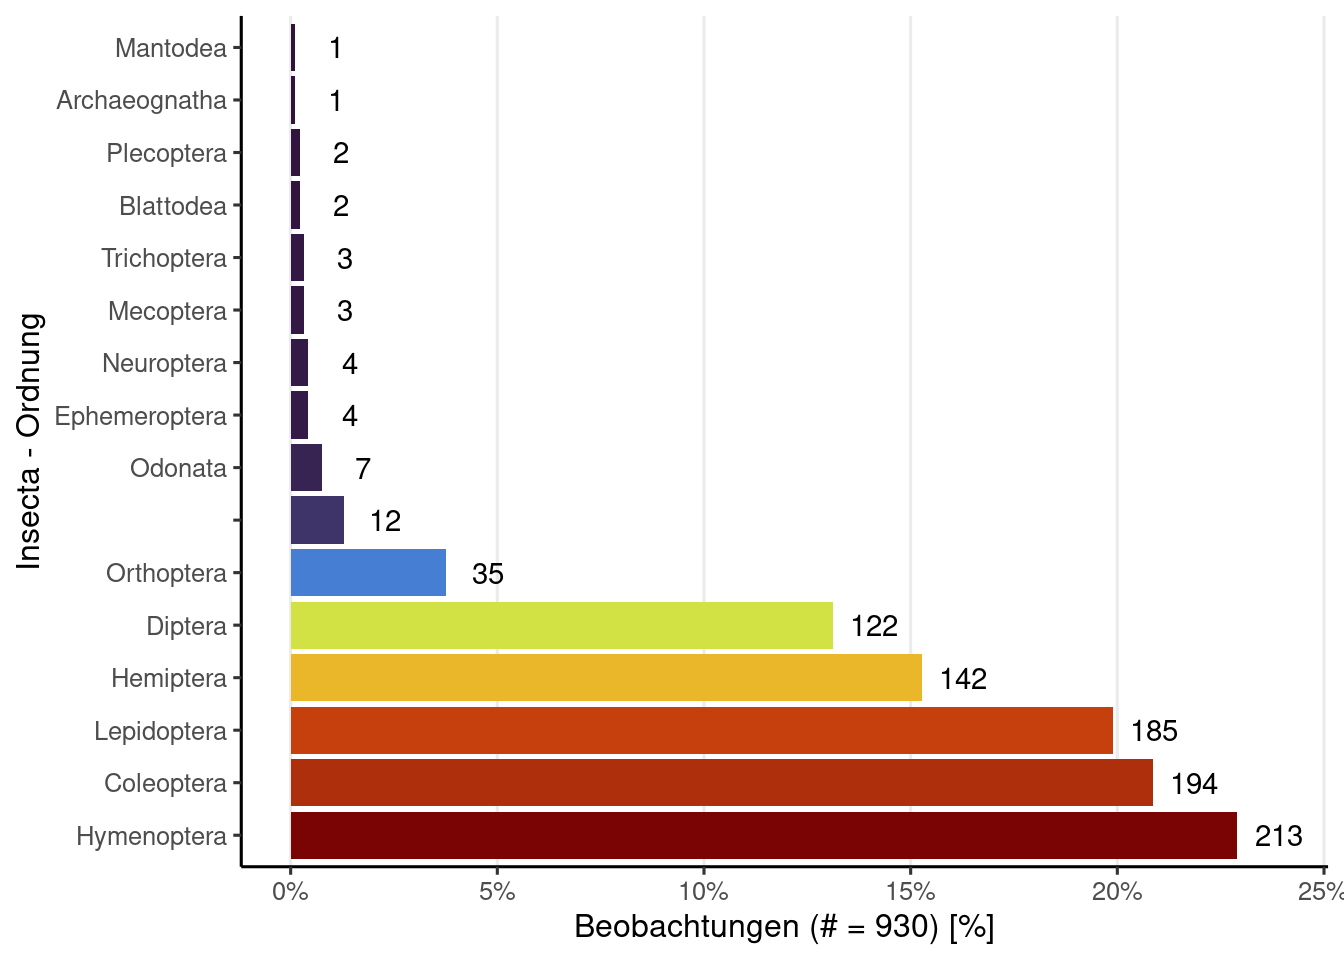 Mantodea 1
Archaeognatha 1
Plecoptera 2
Blattodea 2
Trichoptera 3
Mecoptera 3
Neuroptera 4
Ephemeroptera 4
Odonata 7
12
Orthoptera 35
Diptera 122
Hemiptera 142
Lepidoptera 185
Coleoptera 194
Hymenoptera 213
Insecta - Ordnung
0% 5% 10% 15% 20% 25%
Beobachtungen (# = 930) [%]